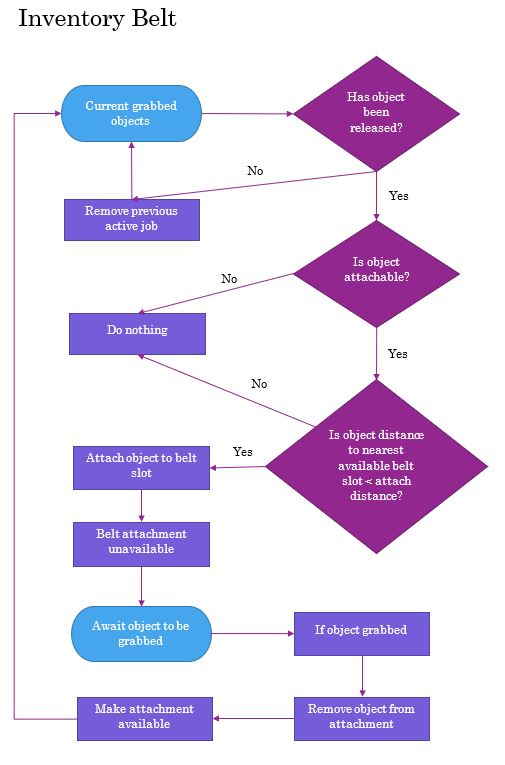 Inventory Belt
Current grabbed
objects
Has object
been
released?
No
Yes
Remove previous
active job
Is object
attachable?
No
Do nothing
Yes
No
Is object distance
to nearest
available belt
slot < attach
distance?
Yes
Attach object to belt
slot
Belt attachment
unavailable
Await object to be
grabbed
If object grabbed
Remove object from
attachment
Make attachment
available